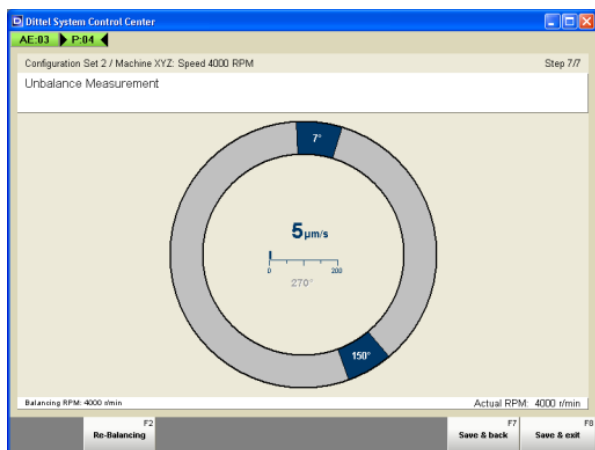 Dittel System Control Center
AE:03 P:04
Configuration Set 2 / Machine XYZ: Speed 4000 RPM Step 7/7
Unbalance Measurement
7°
5 µm/s
0 200
270°
150°
Balancing RPM: 4000 r/min Actual RPM: 4000 r/min
F2 F7 F8
Re-Balancing Save & back Save & exit